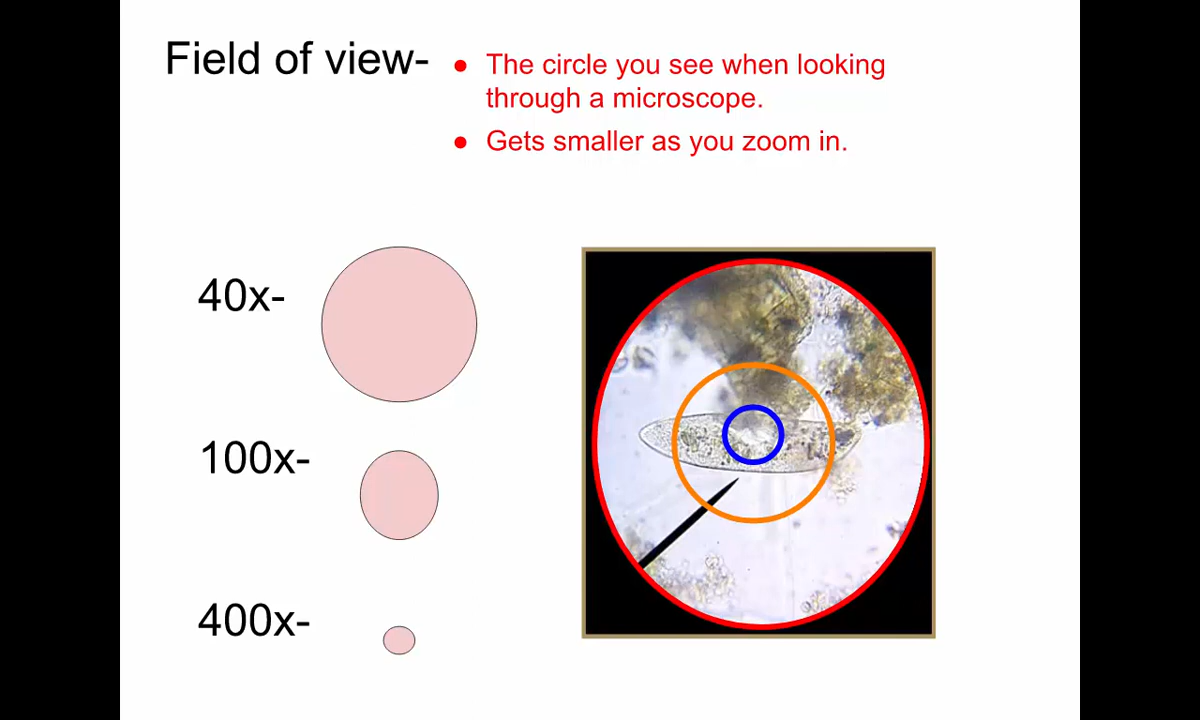 Field of view-
● The circle you see when looking
through a microscope.
● Gets smaller as you zoom in.
40x-
100x-
400x-